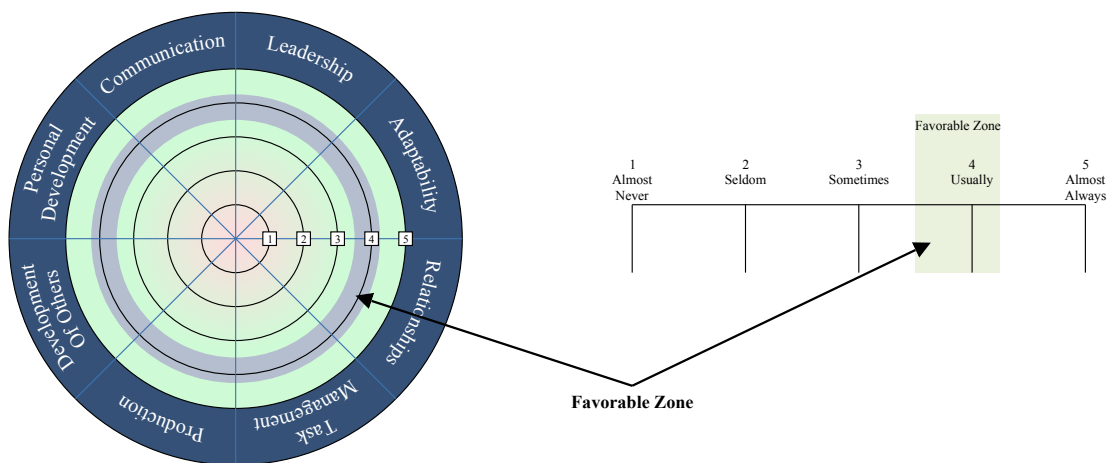 Communication
Leadership
Adaptability
Relationships
Task
Management
Production
Development
Of Others
Personal
Development
1
2
3
4
5
Favorable Zone
1
Almost
Never
2
Seldom
3
Sometimes
4
Usually
5
Almost
Always
Favorable Zone